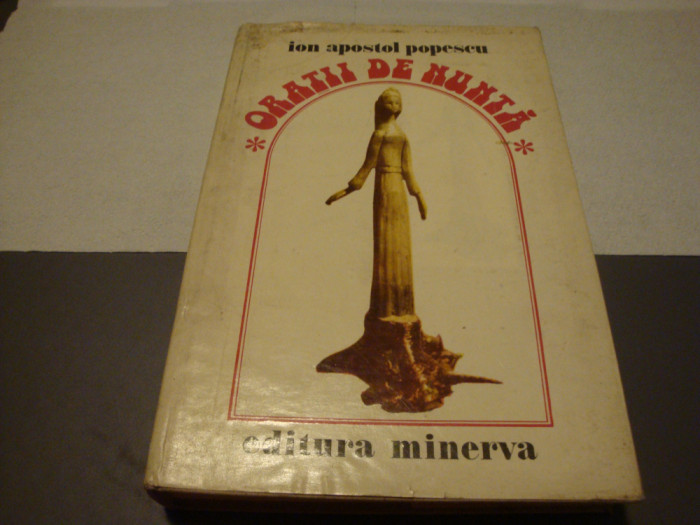 ion apostol popescu
* ORAȚII DE NUNTĂ *
editura minerva